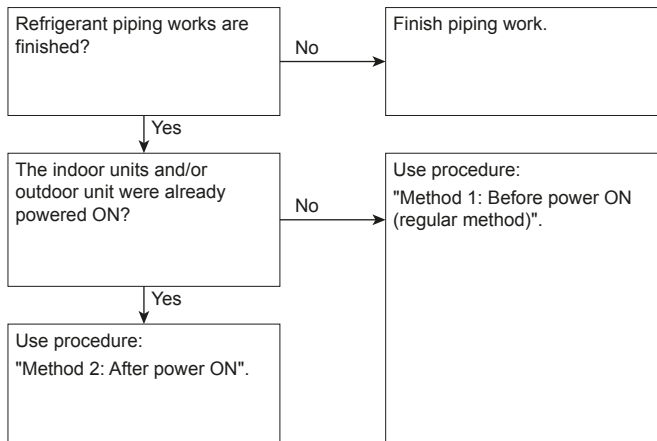 Refrigerant piping works are
finished?
No
Finish piping work.
Yes
The indoor units and/or
outdoor unit were already
powered ON?
No
Use procedure:
"Method 1: Before power ON
(regular method)".
Yes
Use procedure:
"Method 2: After power ON".